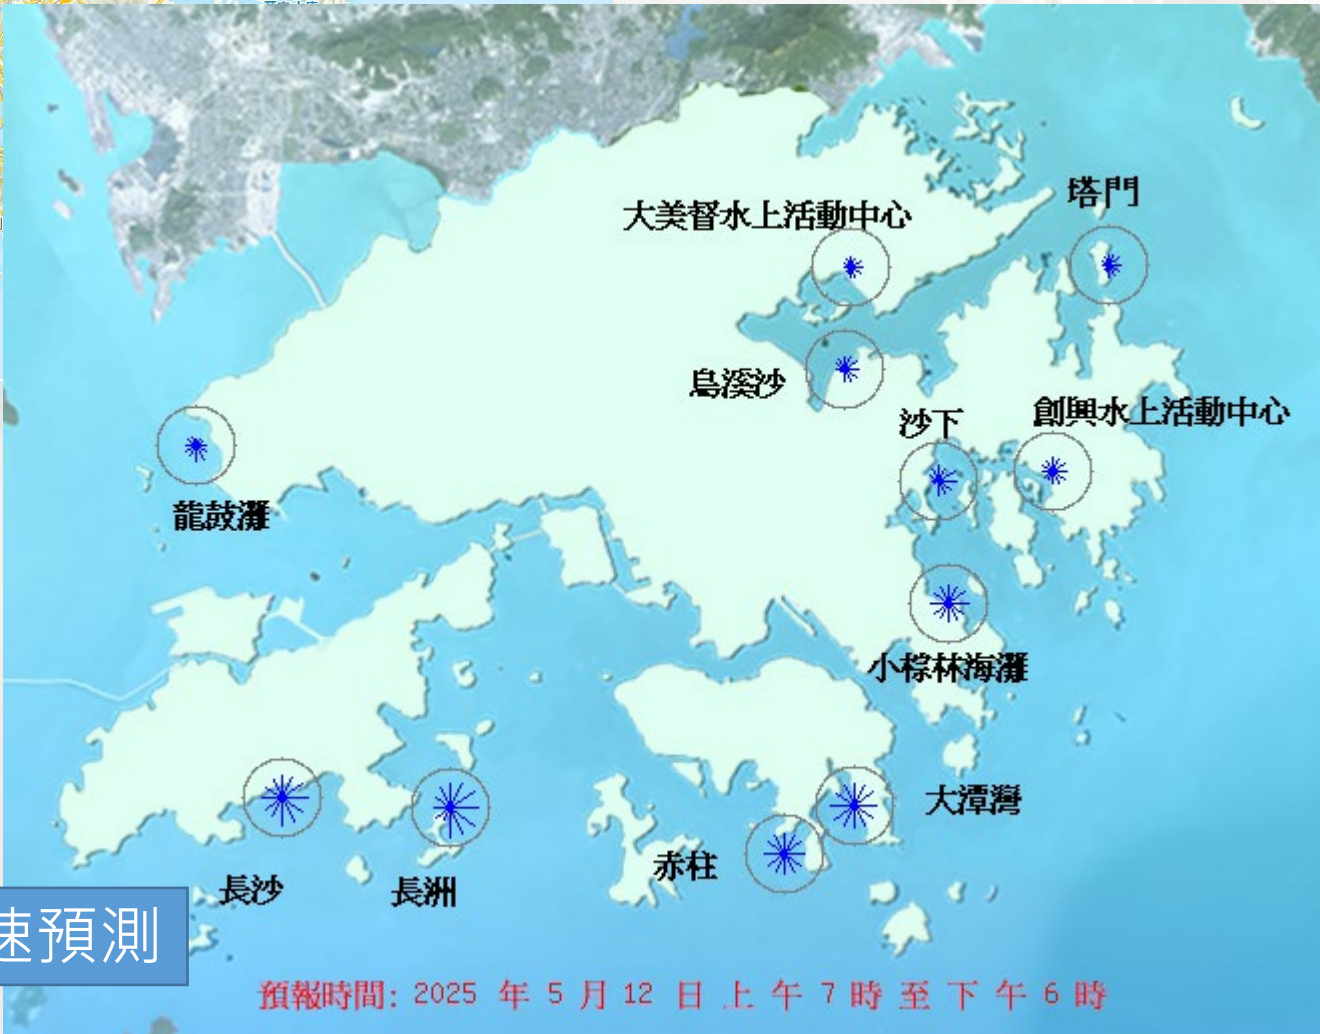 塔門
大美督水上活動中心
烏溪沙
沙下
創興水上活動中心
龍鼓灘
小棕林海灘
大潭灣
赤柱
長沙
長洲
速預測
預報時間: 2025 年 5 月 12 日 上 午 7 時 至 下 午 6 時